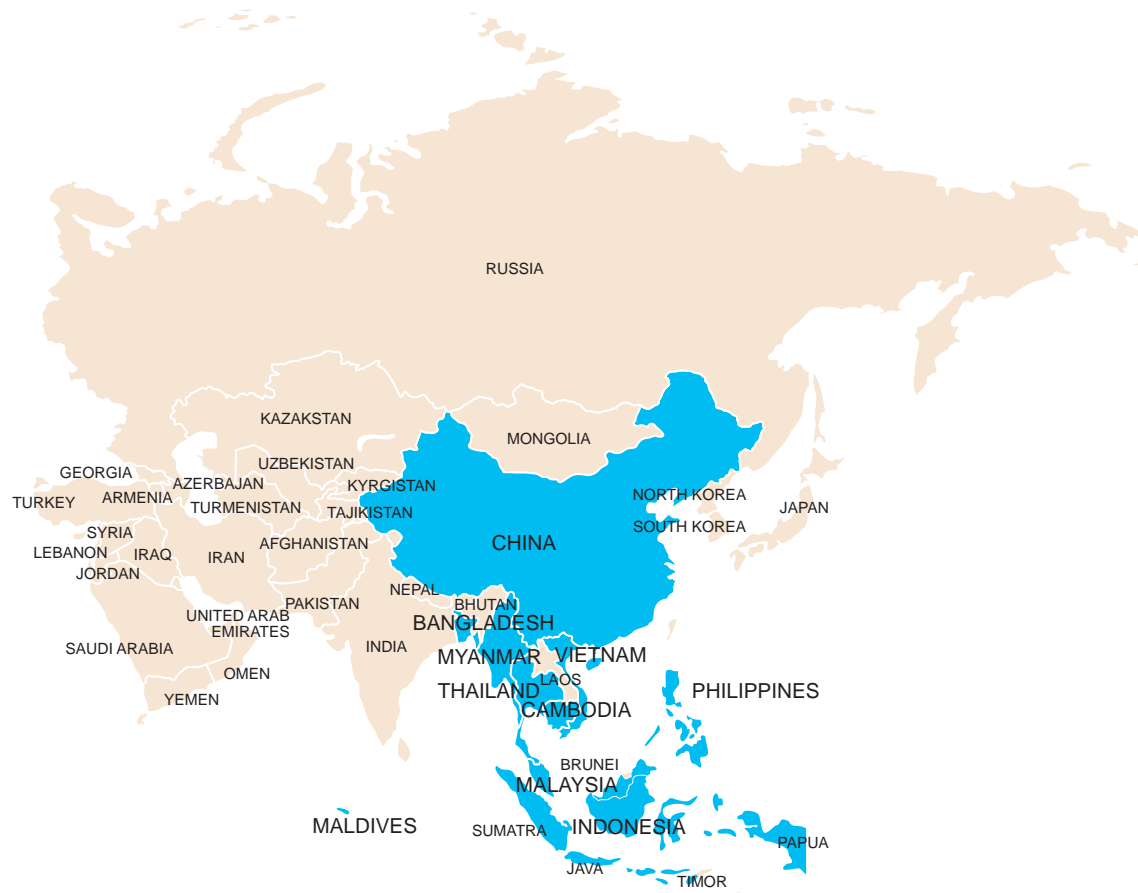 RUSSIA
KAZAKSTAN
MONGOLIA
GEORGIA
UZBEKISTAN
AZERBAIJAN
KYRGISTAN
NORTH KOREA
TURKEY
ARMENIA
TURMENISTAN
TAJIKISTAN
JAPAN
SOUTH KOREA
SYRIA
AFGHANISTAN
CHINA
LEBANON
IRAQ
IRAN
JORDAN
NEPAL
PAKISTAN
BHUTAN
UNITED ARAB
EMIRATES
BANGLADESH
SAUDI ARABIA
INDIA
MYANMAR
VIETNAM
OMEN
LAOS
THAILAND
PHILIPPINES
YEMEN
CAMBODIA
BRUNEI
MALAYSIA
MALDIVES
SUMATRA
INDONESIA
PAPUA
JAVA
TIMOR